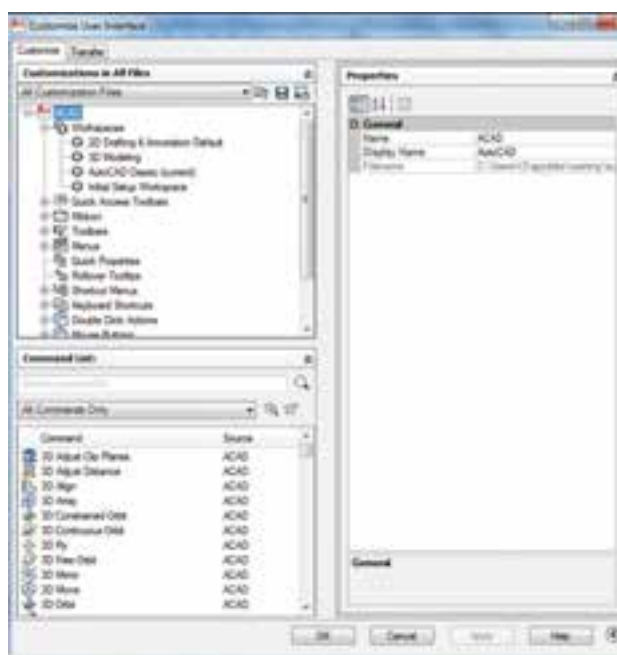 Customize User Interface
Customize Transfer
Customizations in All Files
All Customization Files
ACAD
Workspaces
2D Drafting & Annotation Default
3D Modeling
AutoCAD Classic (current)
Initial Setup Workspace
Quick Access Toolbars
Ribbon
Toolbars
Menus
Quick Properties
Rollover Tooltips
Shortcut Menus
Keyboard Shortcuts
Double Click Actions
Mouse Buttons
Command List:
All Commands Only
Command Source
3D Adjust Clip Planes ACAD
3D Adjust Distance ACAD
3D Align ACAD
3D Array ACAD
3D Constrained Orbit ACAD
3D Continuous Orbit ACAD
3D Fly ACAD
3D Free Orbit ACAD
3D Mirror ACAD
3D Move ACAD
3D Orbit ACAD
Properties
General
Name ACAD
Display Name AutoCAD
General
OK Cancel Apply Help